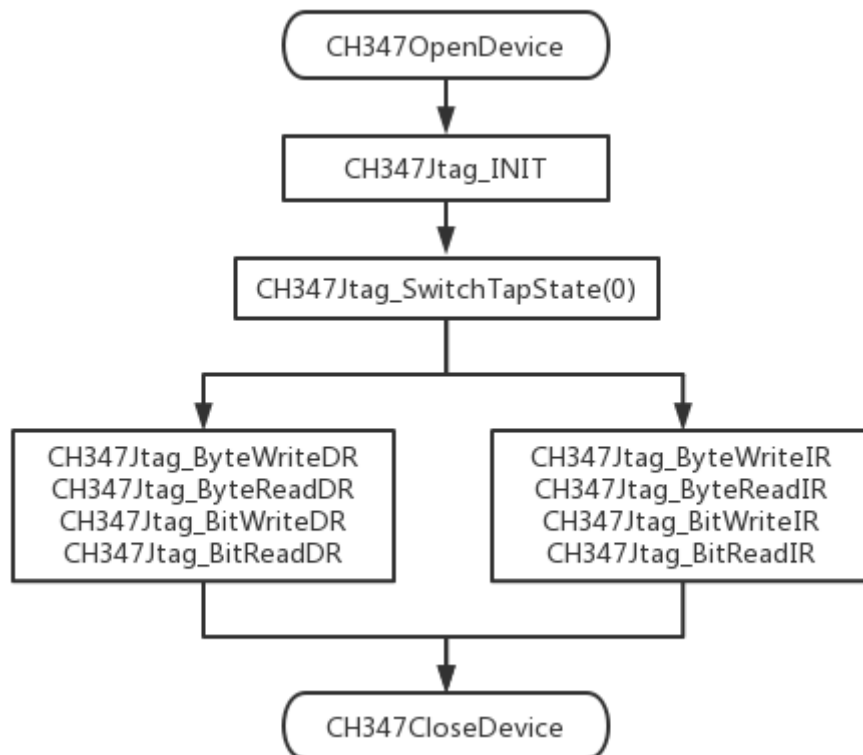 CH347OpenDevice
CH347Jtag_INIT
CH347Jtag_SwitchTapState(0)
CH347Jtag_ByteWriteDR
CH347Jtag_ByteReadDR
CH347Jtag_BitWriteDR
CH347Jtag_BitReadDR
CH347Jtag_ByteWriteIR
CH347Jtag_ByteReadIR
CH347Jtag_BitWriteIR
CH347Jtag_BitReadIR
CH347CloseDevice